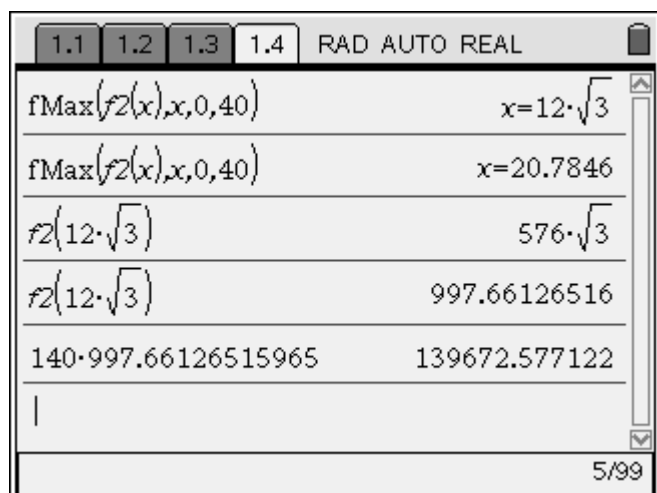 1.1 1.2 1.3 1.4 RAD AUTO REAL
fMax(f2(x),x,0,40) x=12·√3
fMax(f2(x),x,0,40) x=20.7846
f2(12·√3) 576·√3
f2(12·√3) 997.66126516
140·997.66126515965 139672.577122
5/99